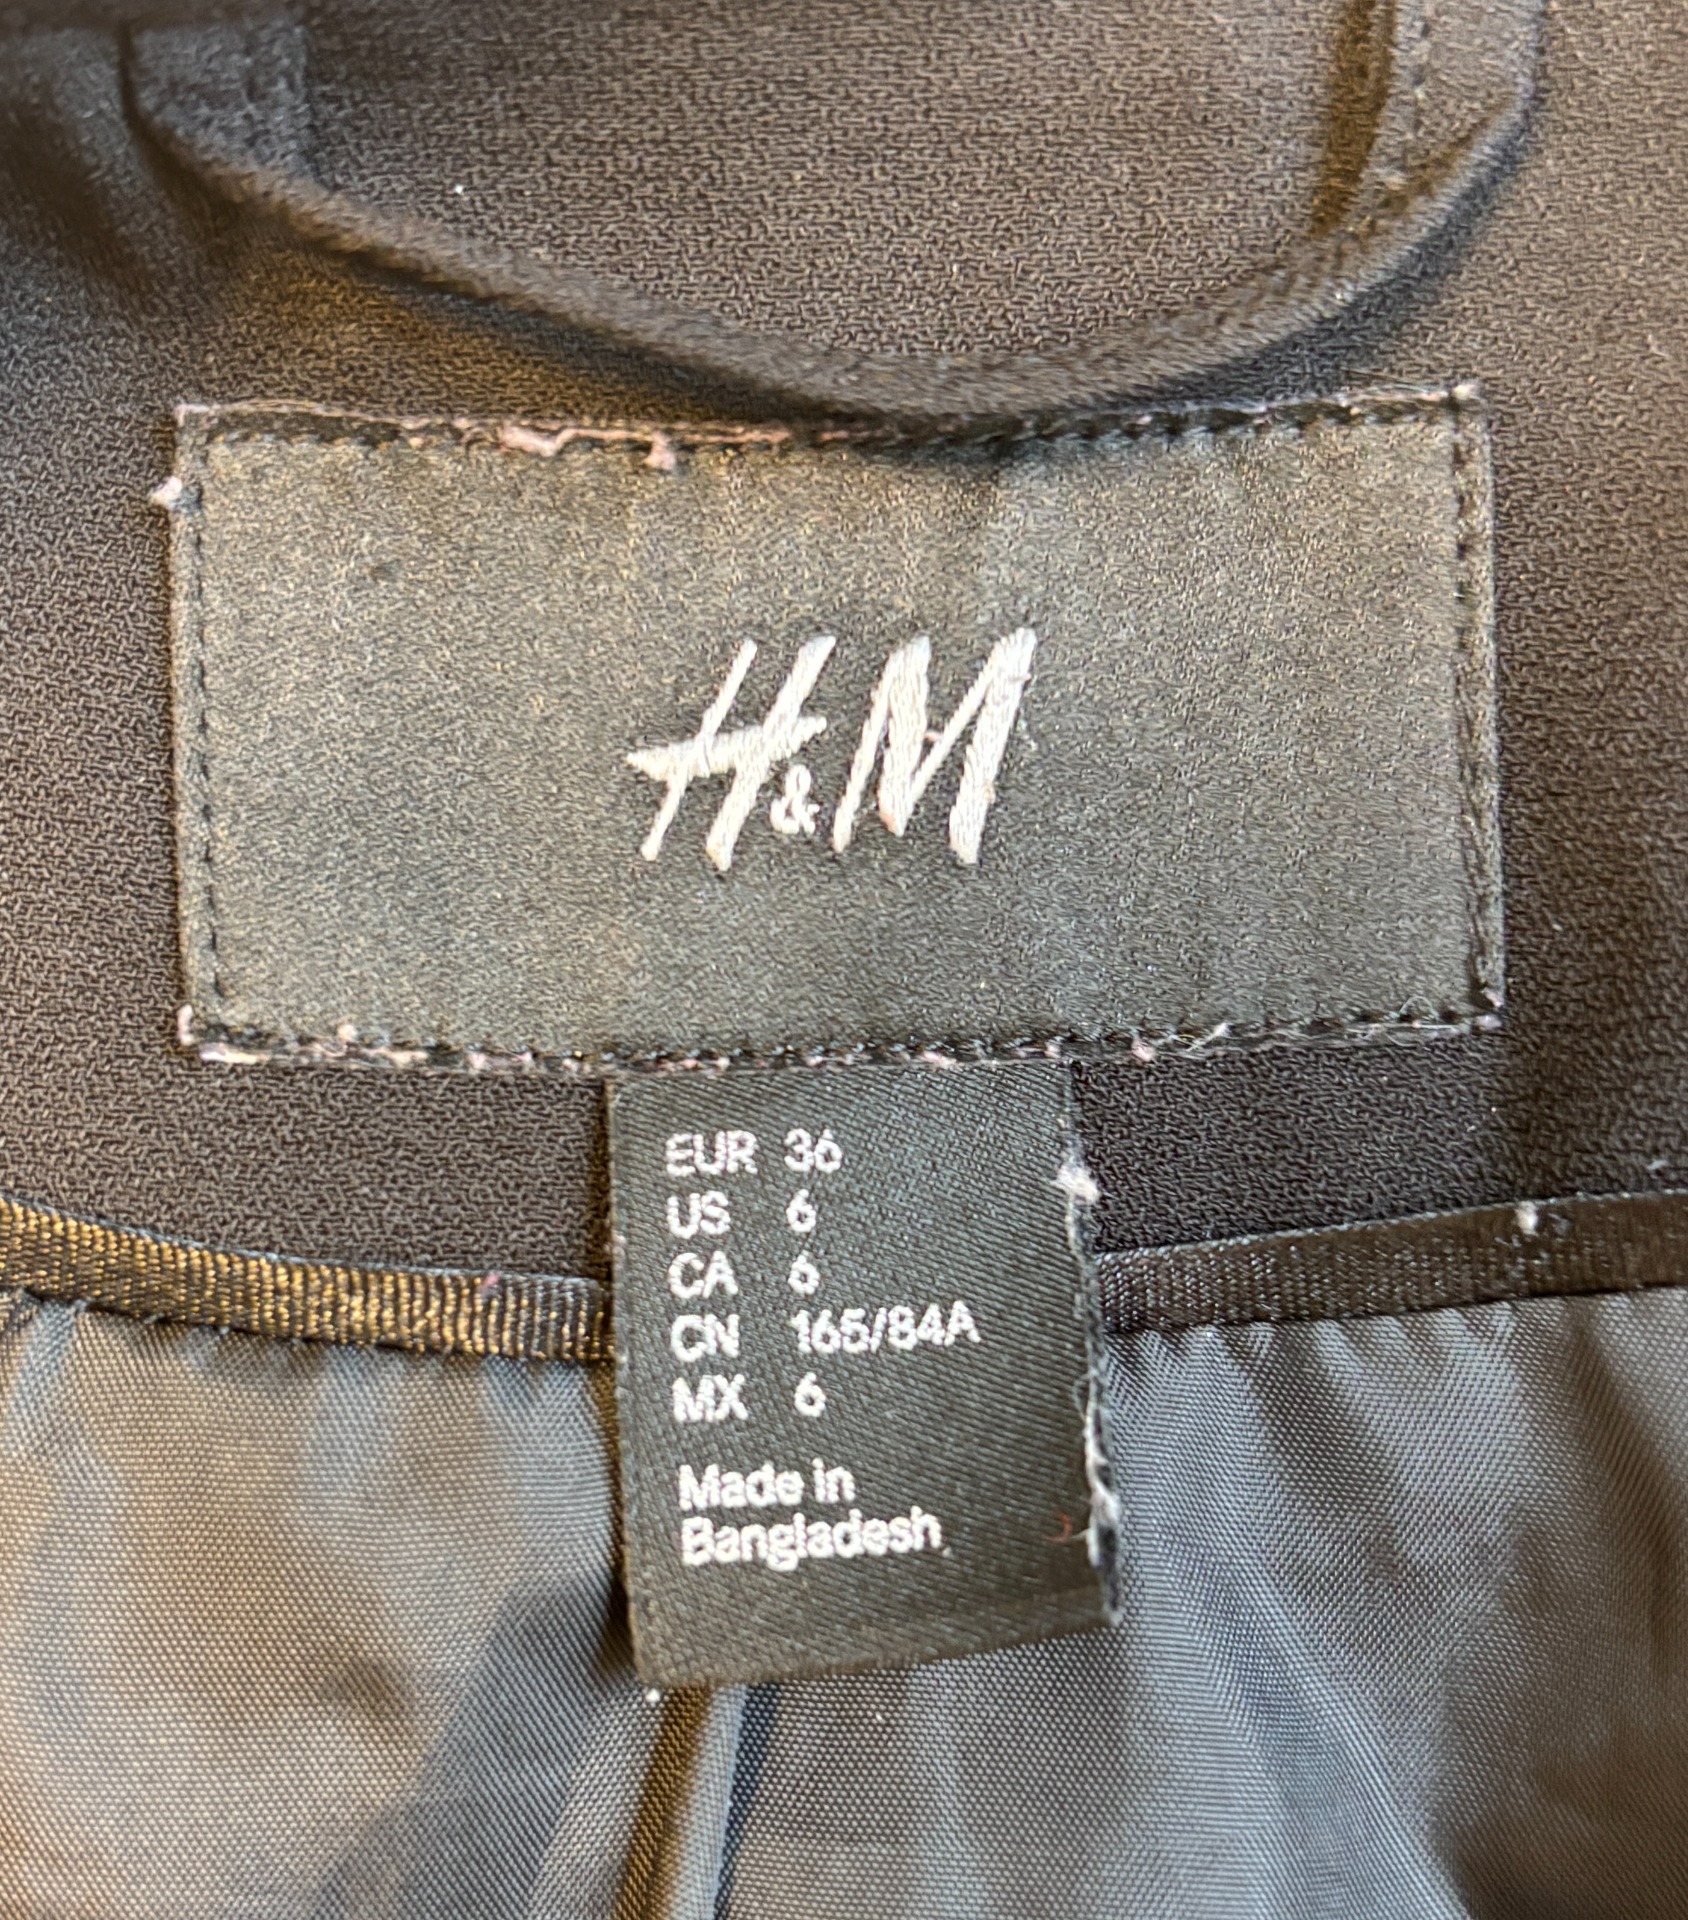 H&M
EUR 36
US 6
CA 6
CN 165/84A
MX 6
Made in
Bangladesh